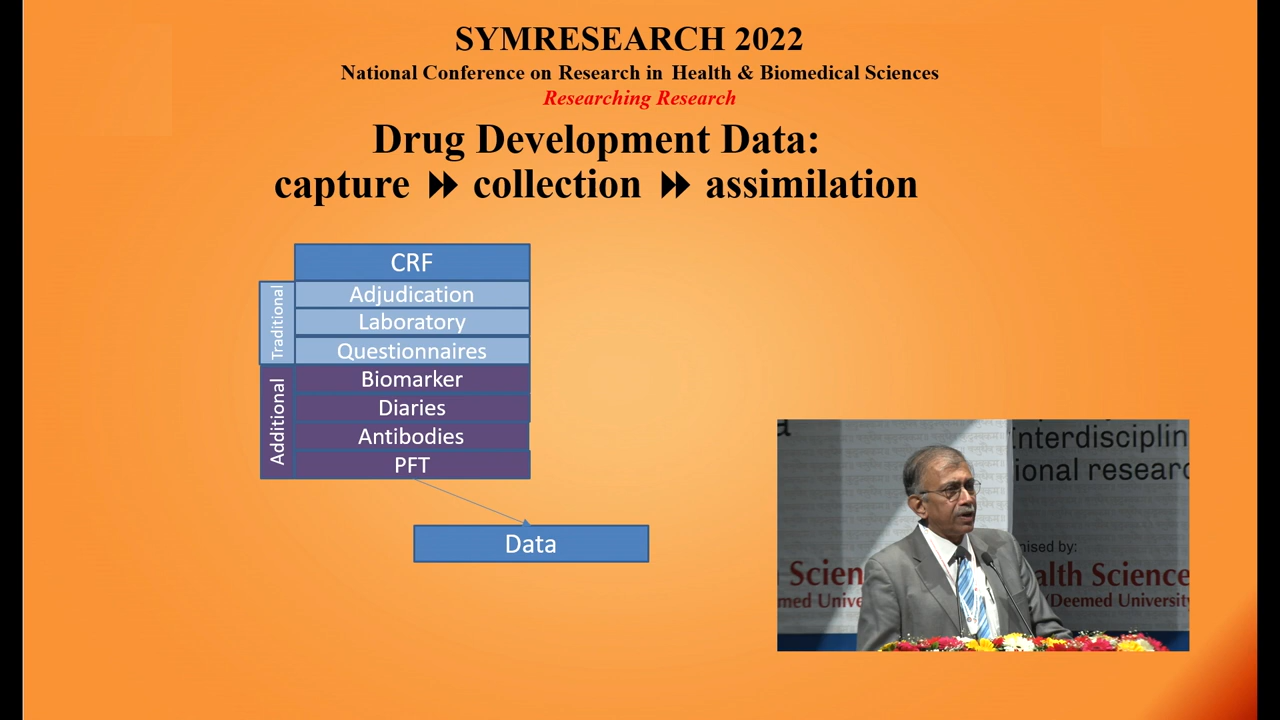 SYMRESEARCH 2022
National Conference on Research in Health & Biomedical Sciences
Researching Research
Drug Development Data:
capture ⏩ collection ⏩ assimilation
CRF
Traditional
Adjudication
Laboratory
Questionnaires
Additional
Biomarker
Diaries
Antibodies
PFT
Data
a
interdisciplin
ional researc
nised by:
Scien
alth Science
med Unive
(Deemed University